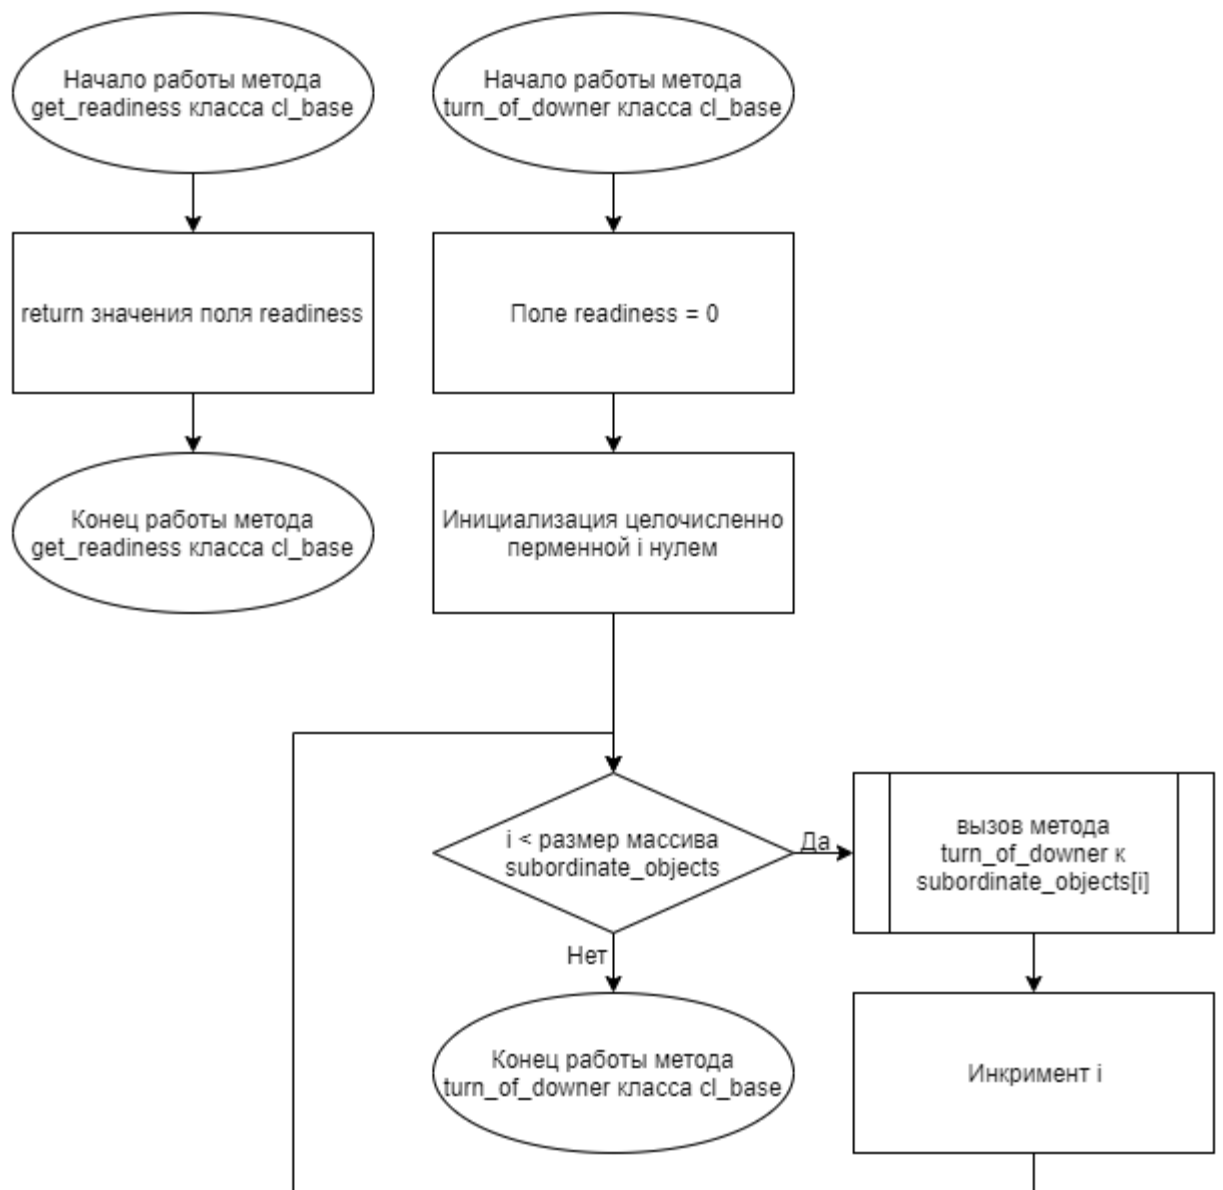 Начало работы метода
get_readiness класса cl_base
return значения поля readiness
Конец работы метода
get_readiness класса cl_base
Начало работы метода
turn_of_downer класса cl_base
Поле readiness = 0
Инициализация целочисленно
перменной i нулем
i < размер массива
subordinate_objects
Да
вызов метода
turn_of_downer к
subordinate_objects[i]
Инкримент i
Нет
Конец работы метода
turn_of_downer класса cl_base